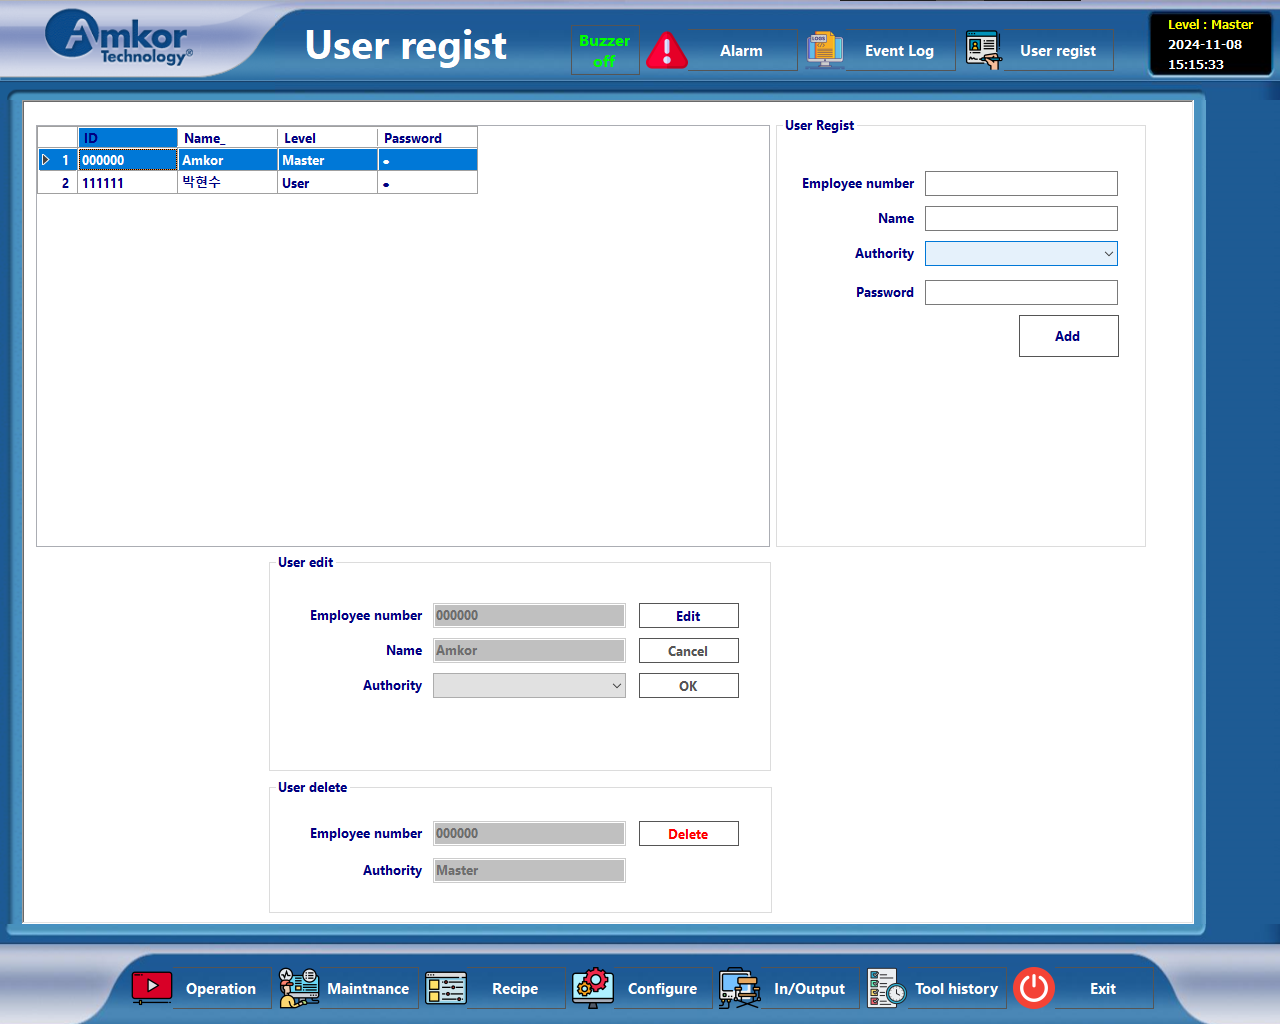 Amkor
Technology®
User regist
Buzzer
off
Alarm
LOGS
Event Log
User regist
Level : Master
2024-11-08
15:15:33
ID Name_ Level Password
1 000000 Amkor Master •
2 111111 박현수 User •
User Regist
Employee number
Name
Authority
Password
Add
User edit
Employee number 000000 Edit
Name Amkor Cancel
Authority OK
User delete
Employee number 000000 Delete
Authority Master
Operation
Maintnance
Recipe
Configure
In/Output
Tool history
Exit